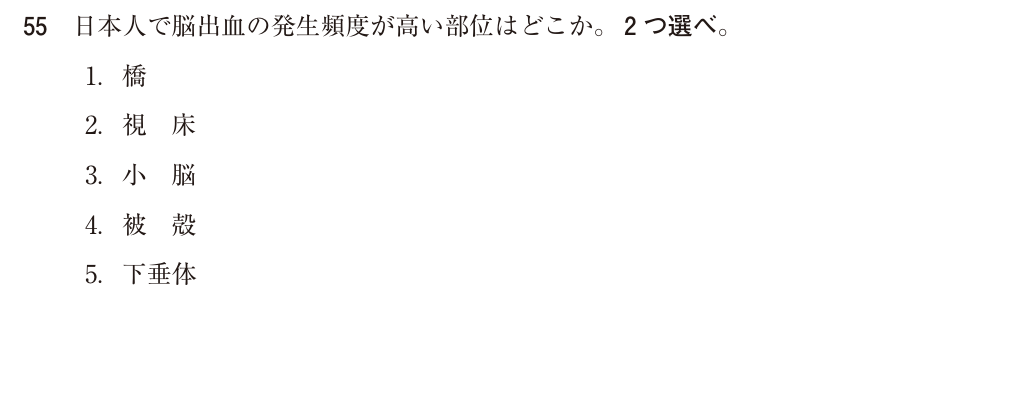 55 日本人で脳出血の発生頻度が高い部位はどこか。2つ選べ。
1. 橋
2. 視　床
3. 小　脳
4. 被　殻
5. 下垂体